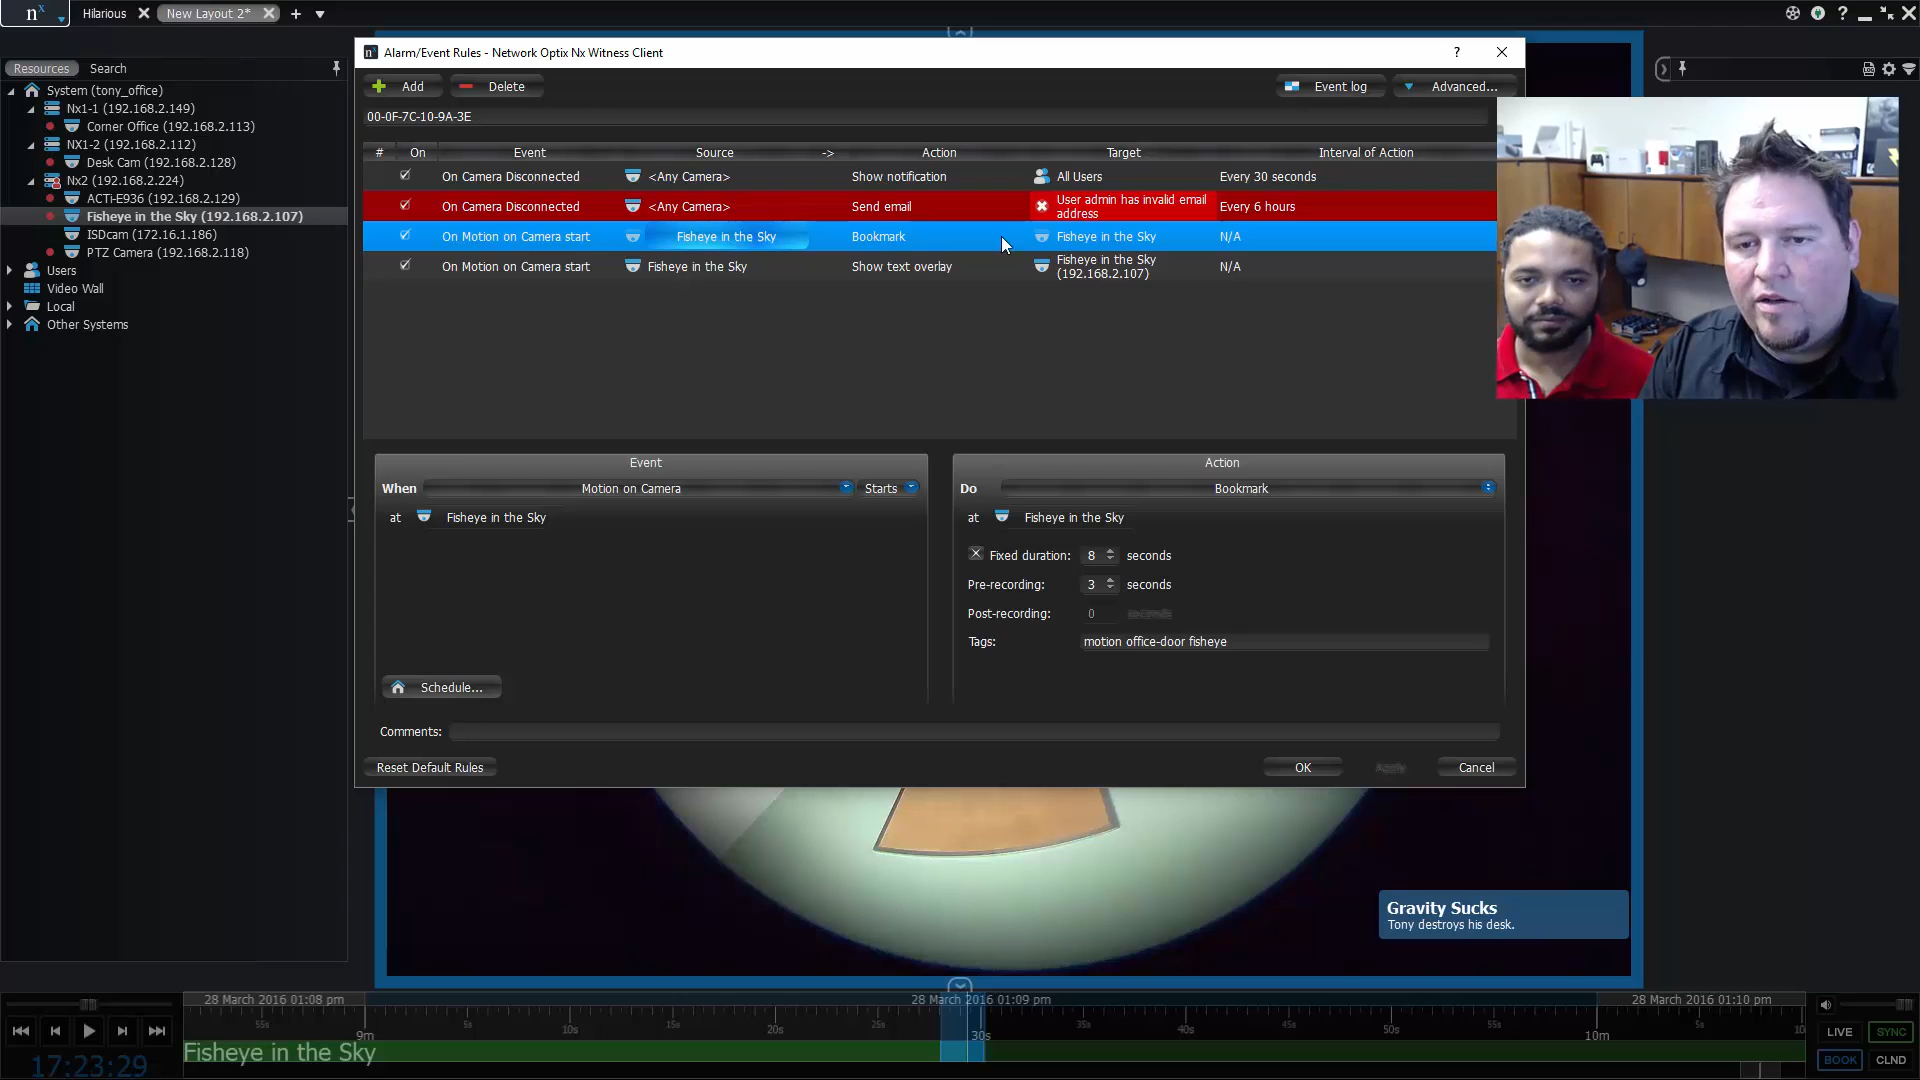 nx
Hilarious
New Layout 2*
Resources
Search
System (tony_office)
Nx1-1 (192.168.2.149)
Corner Office (192.168.2.113)
NX1-2 (192.168.2.112)
Desk Cam (192.168.2.128)
Nx2 (192.168.2.224)
ACTi-E936 (192.168.2.129)
Fisheye in the Sky (192.168.2.107)
ISDcam (172.16.1.186)
PTZ Camera (192.168.2.118)
Users
Video Wall
Local
Other Systems
Alarm/Event Rules - Network Optix Nx Witness Client
Add
Delete
Event log
Advanced...
00-0F-7C-10-9A-3E
# On Event Source -> Action Target Interval of Action
On Camera Disconnected <Any Camera> Show notification All Users Every 30 seconds
On Camera Disconnected <Any Camera> Send email User admin has invalid email address Every 6 hours
On Motion on Camera start Fisheye in the Sky Bookmark Fisheye in the Sky N/A
On Motion on Camera start Fisheye in the Sky Show text overlay Fisheye in the Sky (192.168.2.107) N/A
Event
When Motion on Camera Starts
at Fisheye in the Sky
Schedule...
Action
Do Bookmark
at Fisheye in the Sky
Fixed duration: 8 seconds
Pre-recording: 3 seconds
Post-recording: 0 seconds
Tags: motion office-door fisheye
Comments:
Reset Default Rules
OK
Apply
Cancel
Gravity Sucks
Tony destroys his desk.
28 March 2016 01:08 pm
28 March 2016 01:09 pm
28 March 2016 01:10 pm
55s 9m 5s 10s 15s 20s 25s 30s 35s 40s 45s 50s 55s 10m 5s 10
Fisheye in the Sky
17:23:29
LIVE
SYNC
BOOK
CLND